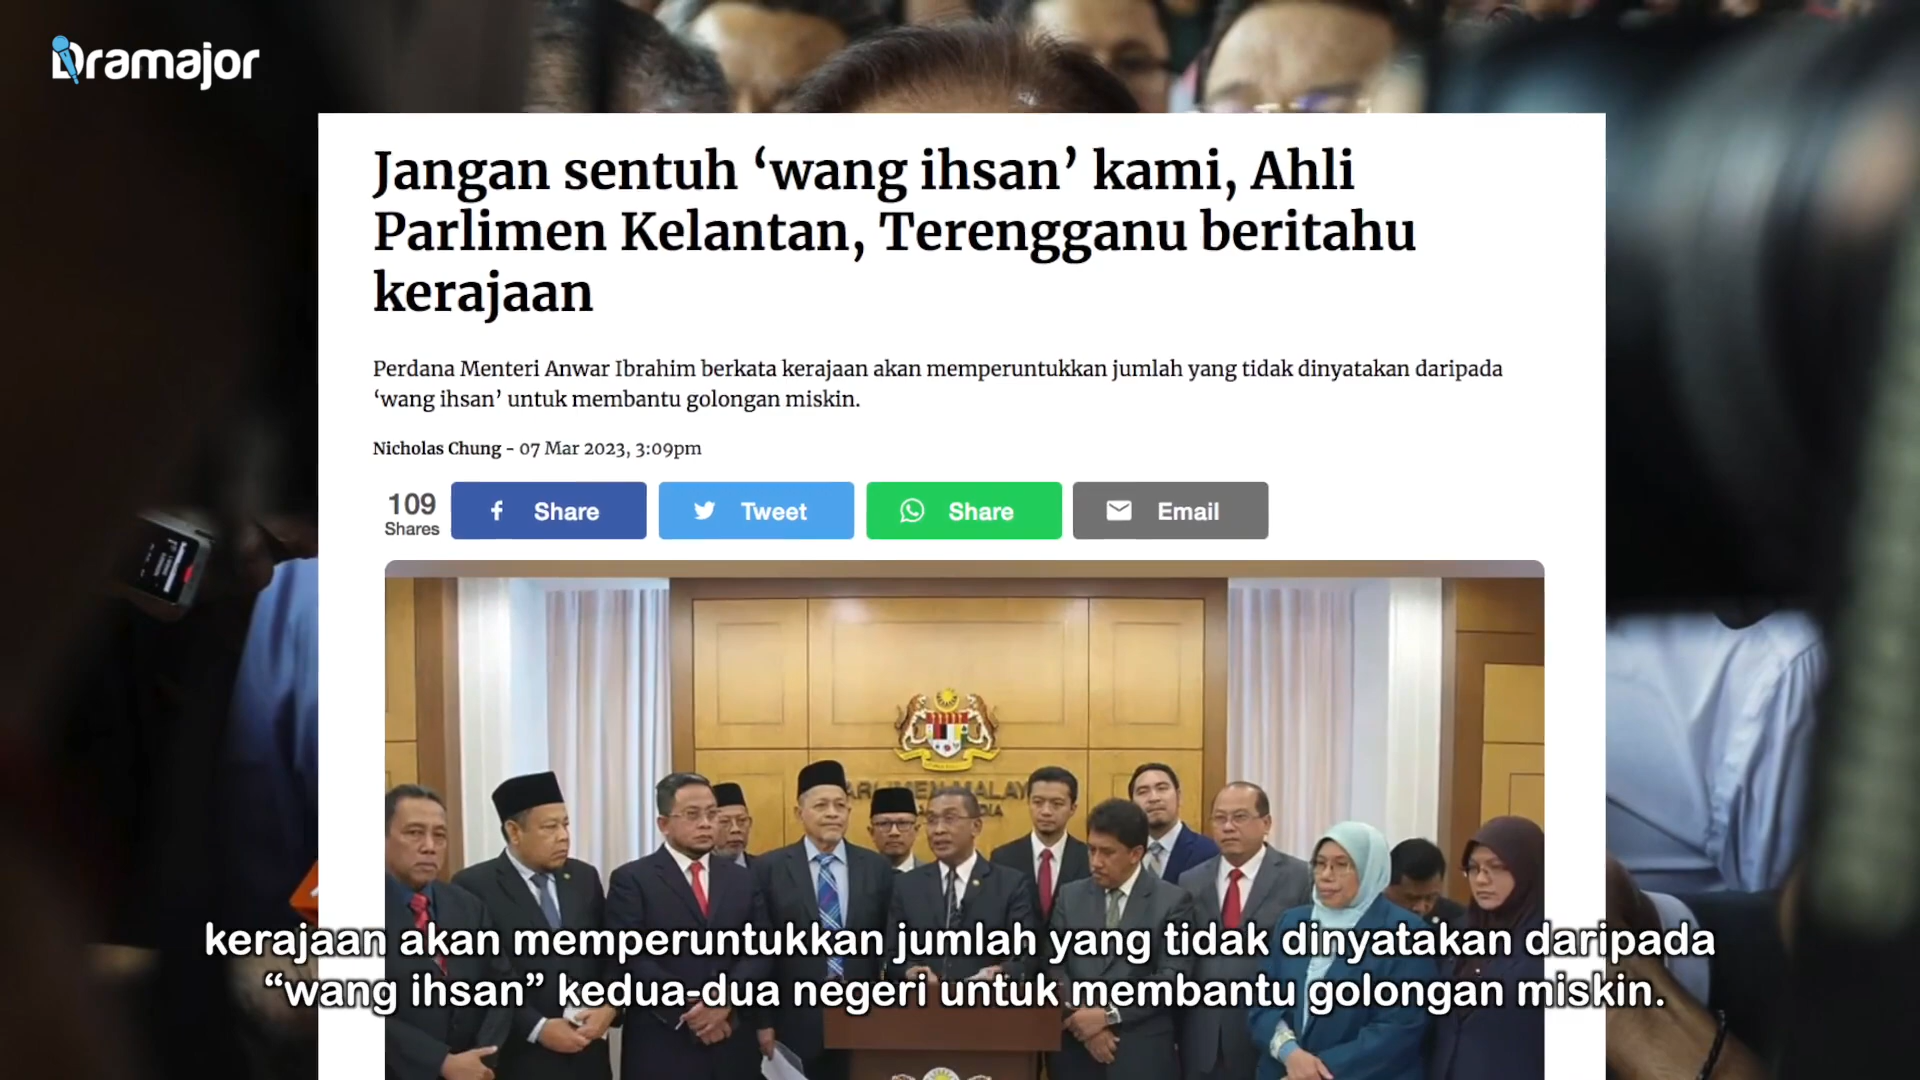 Dramajor
Jangan sentuh ‘wang ihsan’ kami, Ahli
Parlimen Kelantan, Terengganu beritahu
kerajaan
Perdana Menteri Anwar Ibrahim berkata kerajaan akan memperuntukkan jumlah yang tidak dinyatakan daripada
‘wang ihsan’ untuk membantu golongan miskin.
Nicholas Chung - 07 Mar 2023, 3:09pm
109
Shares
Share
Tweet
Share
Email
kerajaan akan memperuntukkan jumlah yang tidak dinyatakan daripada
“wang ihsan” kedua-dua negeri untuk membantu golongan miskin.